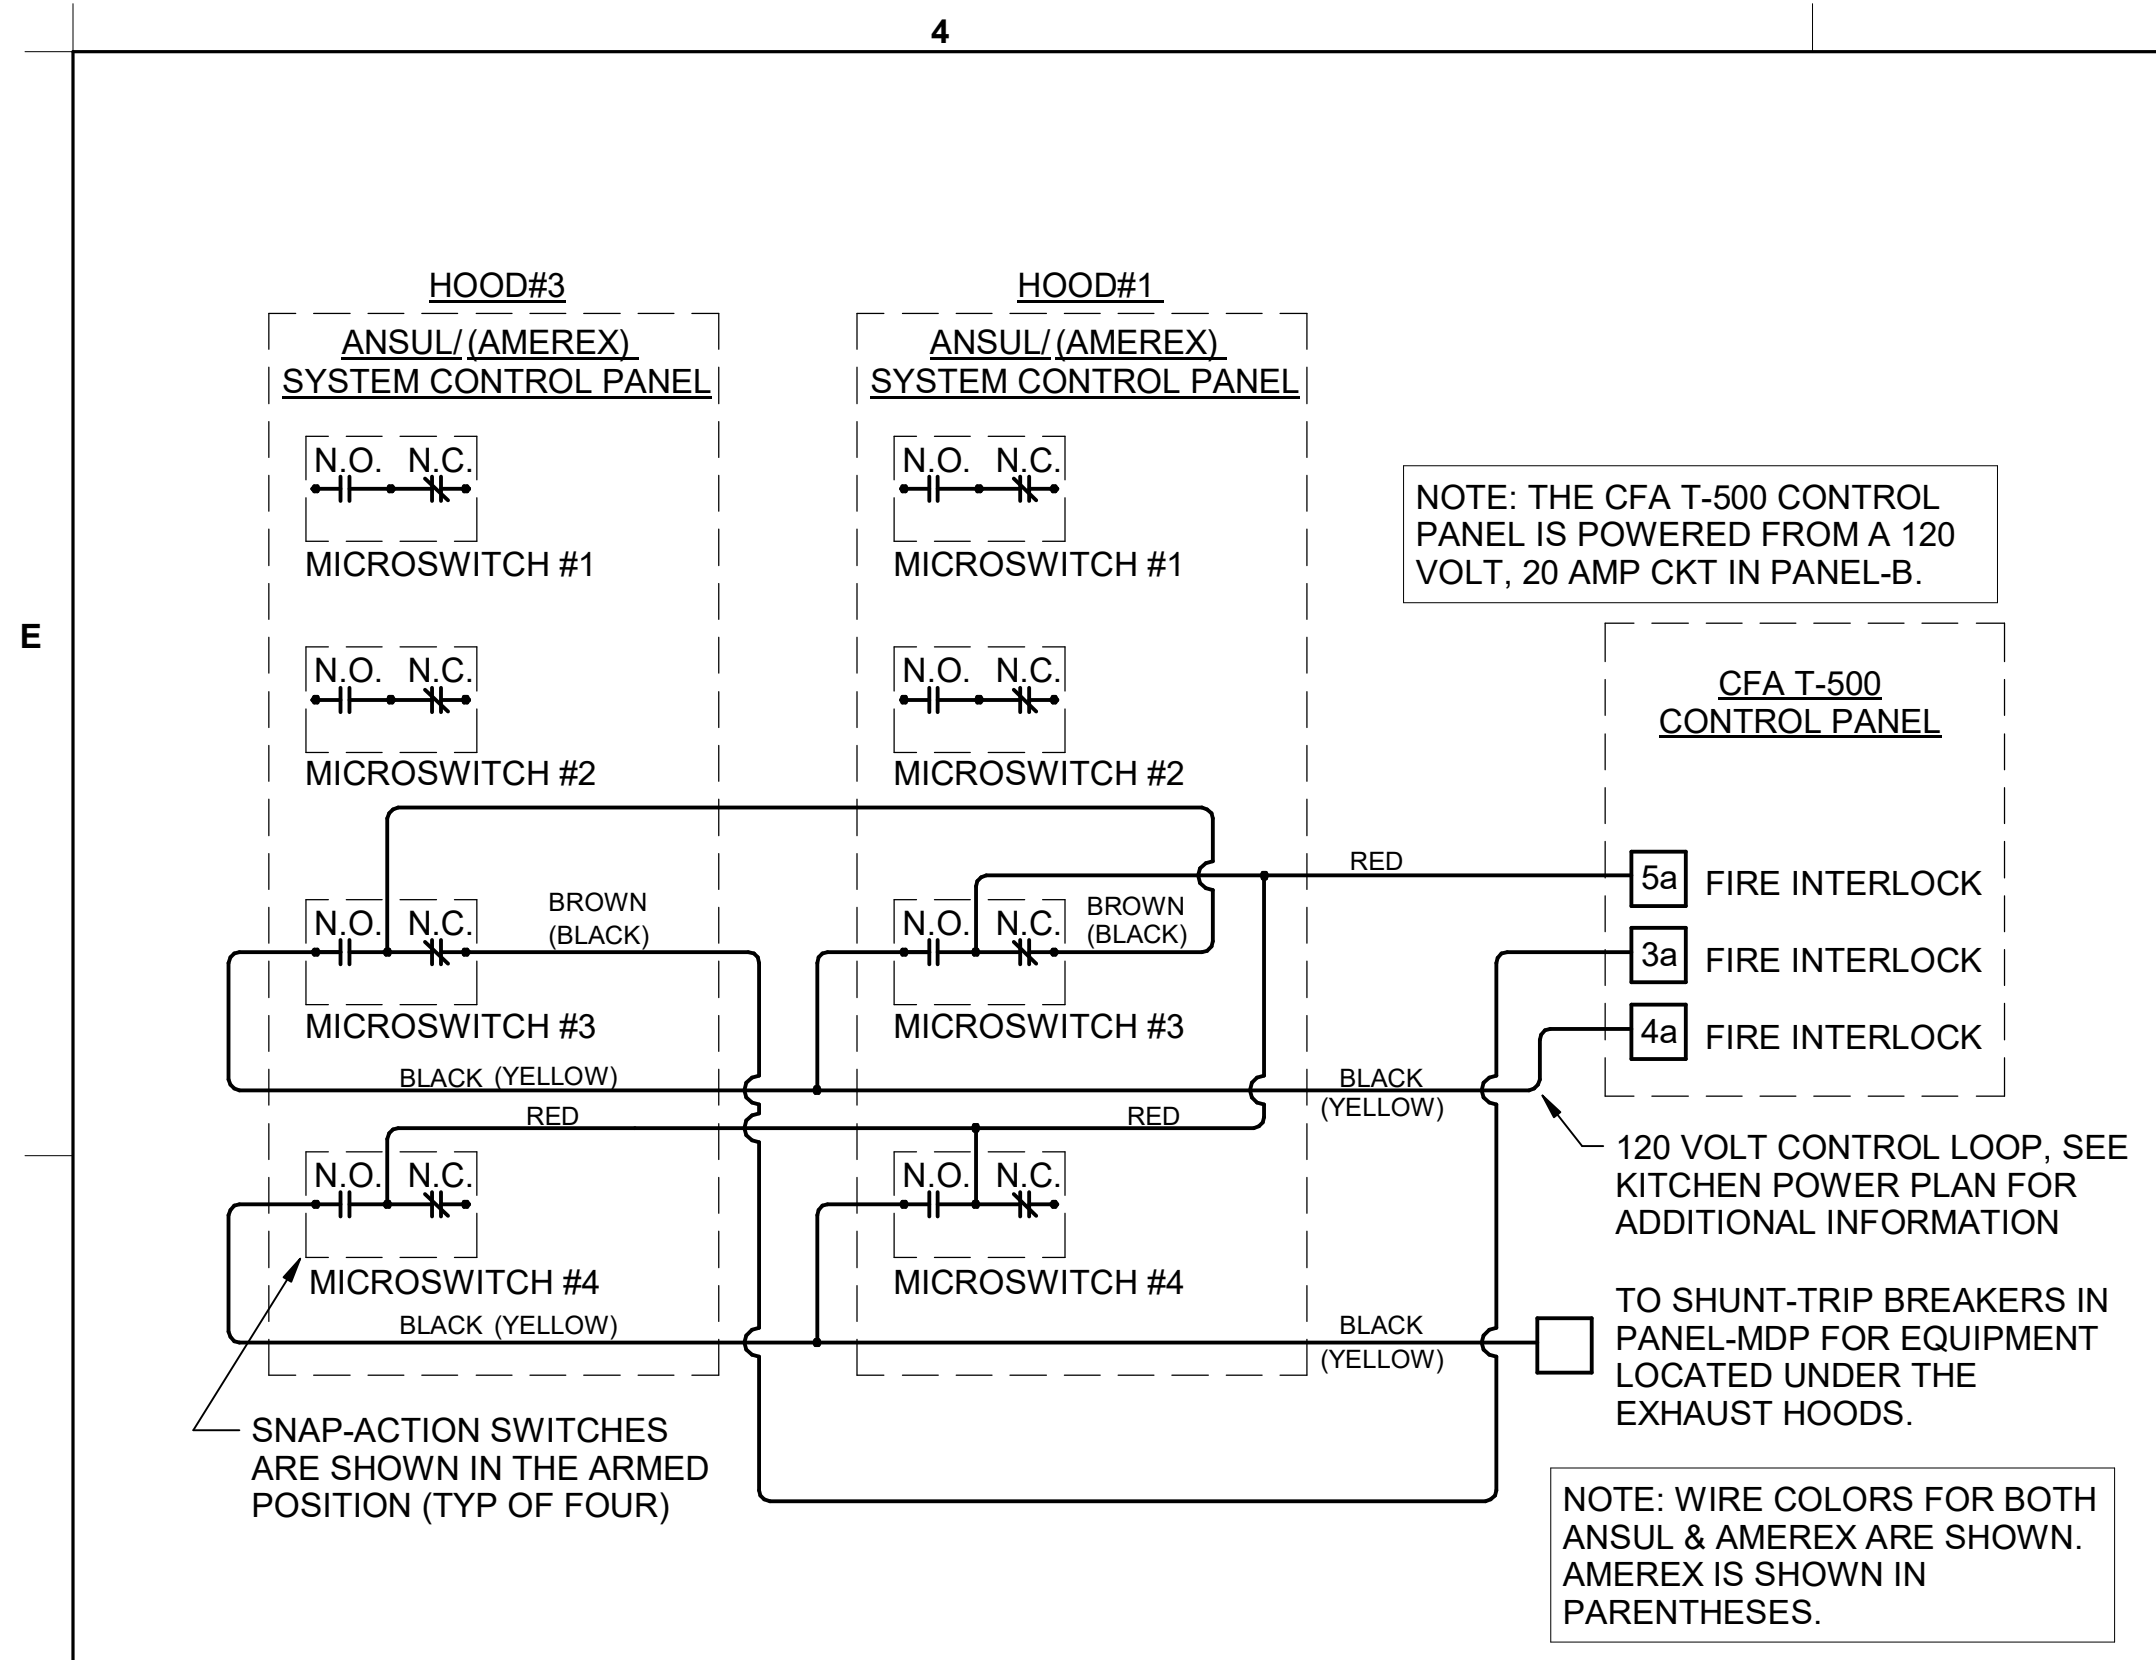 4
E
HOOD#3
ANSUL/(AMEREX)
SYSTEM CONTROL PANEL
N.O. N.C.
MICROSWITCH #1
N.O. N.C.
MICROSWITCH #2
N.O. N.C.
BROWN
(BLACK)
MICROSWITCH #3
BLACK (YELLOW)
RED
N.O. N.C.
MICROSWITCH #4
BLACK (YELLOW)
SNAP-ACTION SWITCHES
ARE SHOWN IN THE ARMED
POSITION (TYP OF FOUR)
HOOD#1
ANSUL/(AMEREX)
SYSTEM CONTROL PANEL
N.O. N.C.
MICROSWITCH #1
N.O. N.C.
MICROSWITCH #2
N.O. N.C.
BROWN
(BLACK)
MICROSWITCH #3
RED
N.O. N.C.
MICROSWITCH #4
RED
BLACK
(YELLOW)
BLACK
(YELLOW)
NOTE: THE CFA T-500 CONTROL
PANEL IS POWERED FROM A 120
VOLT, 20 AMP CKT IN PANEL-B.
CFA T-500
CONTROL PANEL
5a FIRE INTERLOCK
3a FIRE INTERLOCK
4a FIRE INTERLOCK
120 VOLT CONTROL LOOP, SEE
KITCHEN POWER PLAN FOR
ADDITIONAL INFORMATION
TO SHUNT-TRIP BREAKERS IN
PANEL-MDP FOR EQUIPMENT
LOCATED UNDER THE
EXHAUST HOODS.
NOTE: WIRE COLORS FOR BOTH
ANSUL & AMEREX ARE SHOWN.
AMEREX IS SHOWN IN
PARENTHESES.